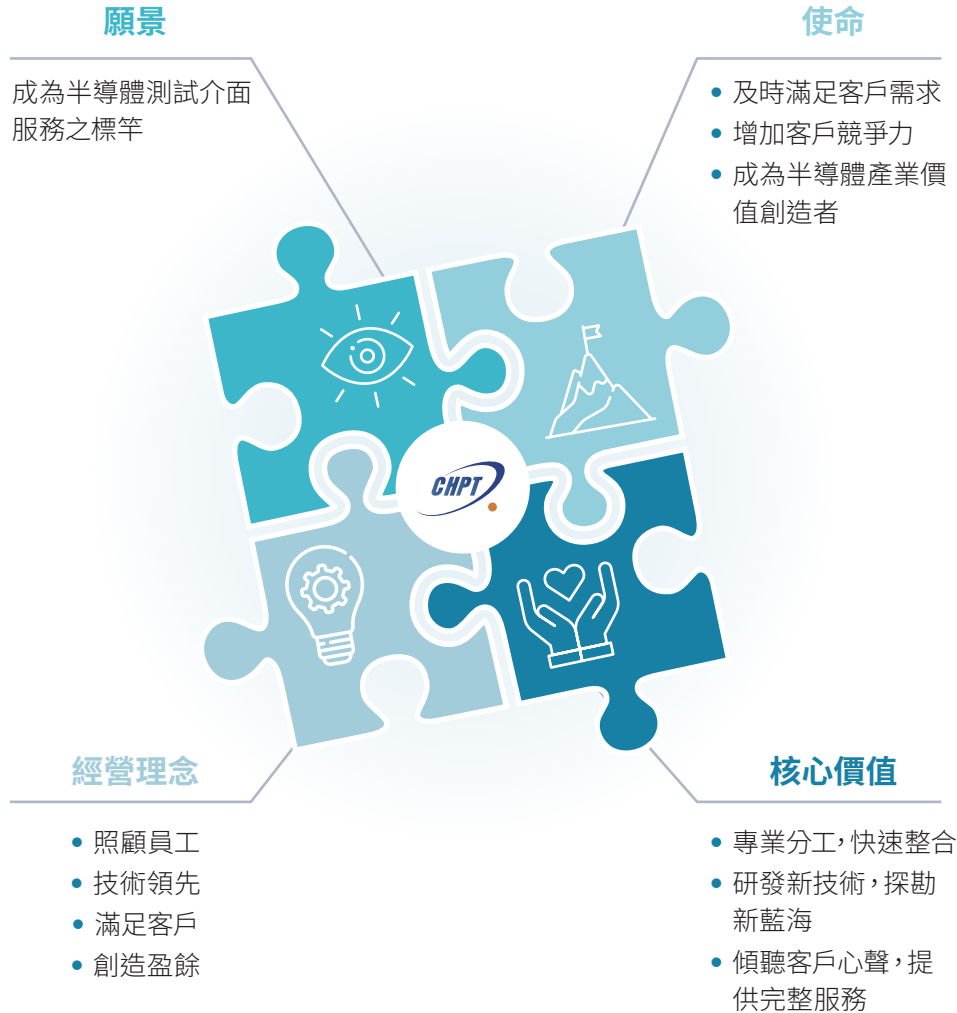 願景
成為半導體測試介面
服務之標竿
使命
• 及時滿足客戶需求
• 增加客戶競爭力
• 成為半導體產業價
值創造者
CHPT
經營理念
• 照顧員工
• 技術領先
• 滿足客戶
• 創造盈餘
核心價值
• 專業分工，快速整合
• 研發新技術，探勘
新藍海
• 傾聽客戶心聲，提
供完整服務